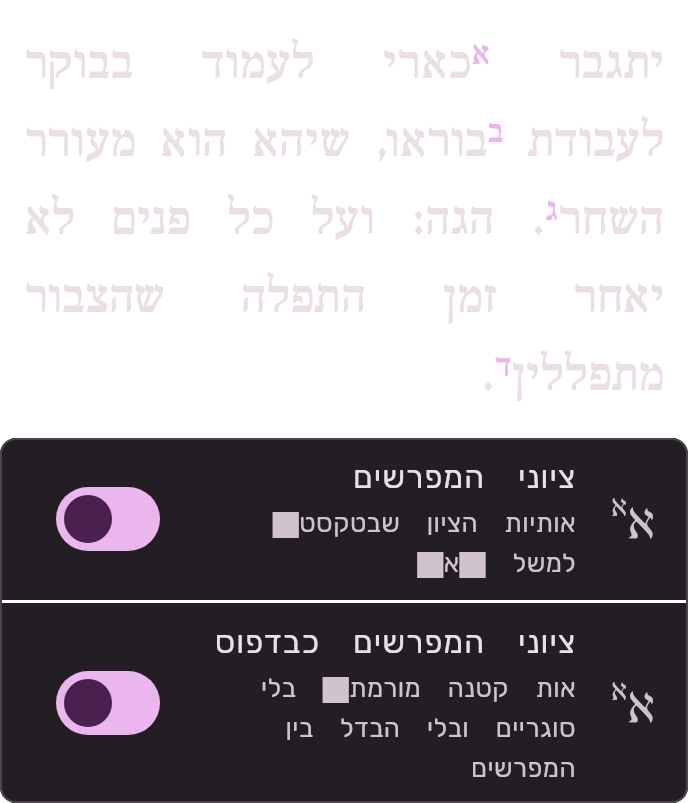 יתגבר אכארי לעמוד בבוקר
לעבודת בבוראו, שיהא הוא מעורר
השחרג. הגה: ועל כל פנים לא
יאחר זמן התפלה שהצבור
מתפלליןד.
ציוני המפרשים
אותיות הציון שבטקסט■
למשל ■א■
ציוני המפרשים כבדפוס
אות קטנה מורמת■ בלי
סוגריים ובלי הבדל בין
המפרשים